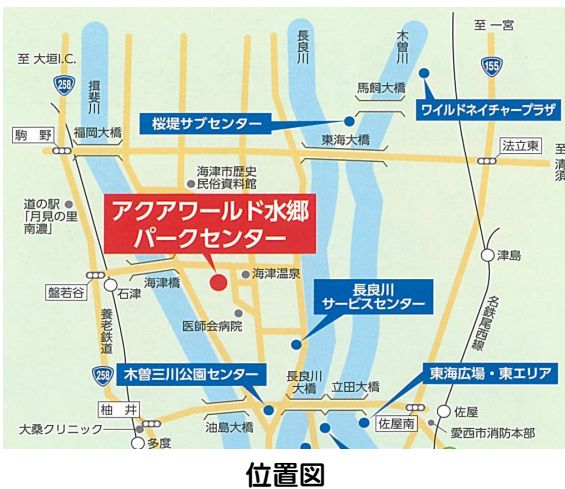 至 一宮
至 大垣I.C.
258
揖斐川
長良川
木曽川
155
馬飼大橋
ワイルドネイチャープラザ
桜堤サブセンター
駒野
福岡大橋
東海大橋
法立東
至 清須
海津市歴史
民俗資料館
道の駅
「月見の里
南濃」
アクアワールド水郷
パークセンター
津島
盤若谷
石津
海津橋
海津温泉
長良川
サービスセンター
養老鉄道
医師会病院
名鉄尾西線
258
木曽三川公園センター
長良川
大橋
立田大橋
東海広場・東エリア
柚井
油島大橋
佐屋南
佐屋
大桑クリニック
多度
愛西市消防本部
位置図